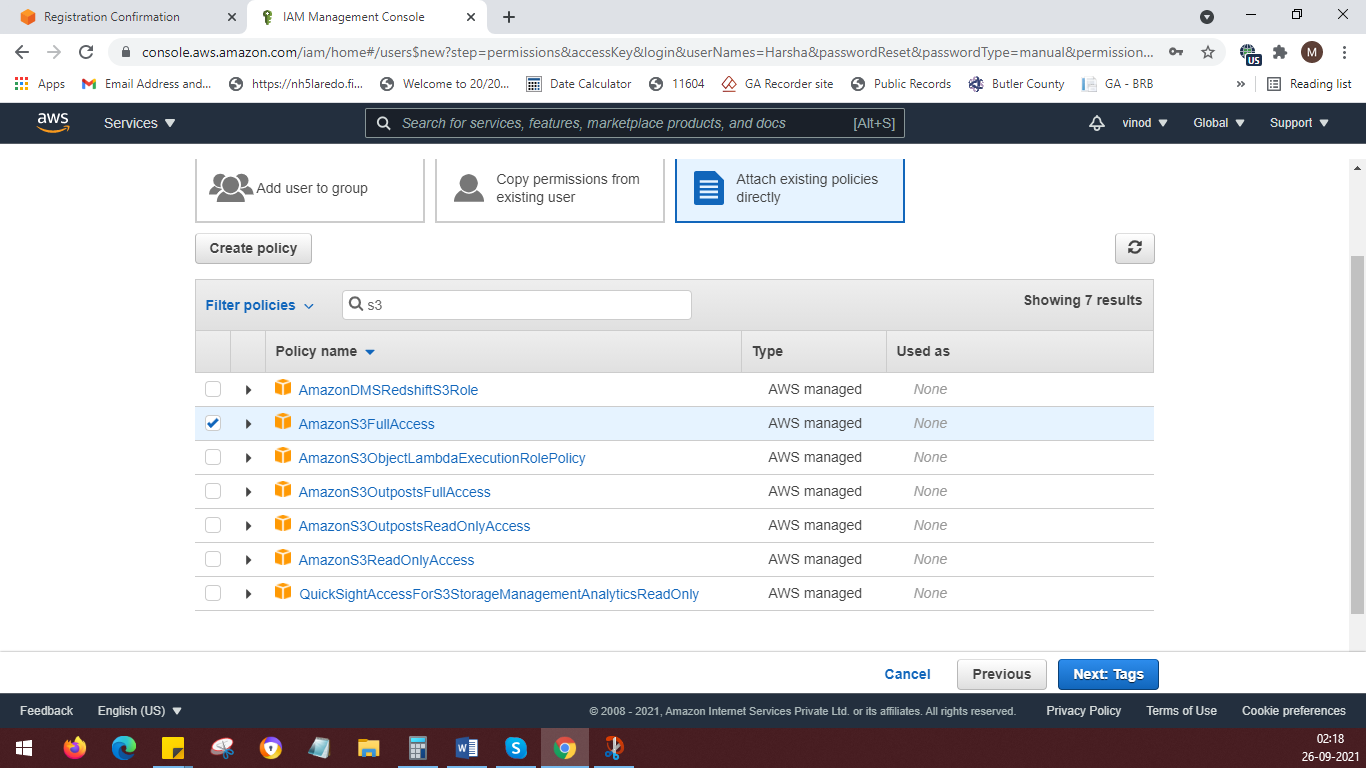 Registration Confirmation
IAM Management Console
console.aws.amazon.com/iam/home#/users$new?step=permissions&accessKey&login&userNames=Harsha&passwordReset&passwordType=manual&permission...
US
M
Apps
Email Address and...
https://nh5laredo.fi...
Welcome to 20/20...
Date Calculator
11604
GA Recorder site
Public Records
Butler County
GA - BRB
»
Reading list
aws
Services
Search for services, features, marketplace products, and docs
[Alt+S]
vinod
Global
Support
Add user to group
Copy permissions from
existing user
Attach existing policies
directly
Create policy
Filter policies
s3
Showing 7 results
Policy name
Type
Used as
AmazonDMSRedshiftS3Role AWS managed None
AmazonS3FullAccess AWS managed None
AmazonS3ObjectLambdaExecutionRolePolicy AWS managed None
AmazonS3OutpostsFullAccess AWS managed None
AmazonS3OutpostsReadOnlyAccess AWS managed None
AmazonS3ReadOnlyAccess AWS managed None
QuickSightAccessForS3StorageManagementAnalyticsReadOnly AWS managed None
Cancel
Previous
Next: Tags
Feedback
English (US)
© 2008 - 2021, Amazon Internet Services Private Ltd. or its affiliates. All rights reserved.
Privacy Policy
Terms of Use
Cookie preferences
02:18
26-09-2021